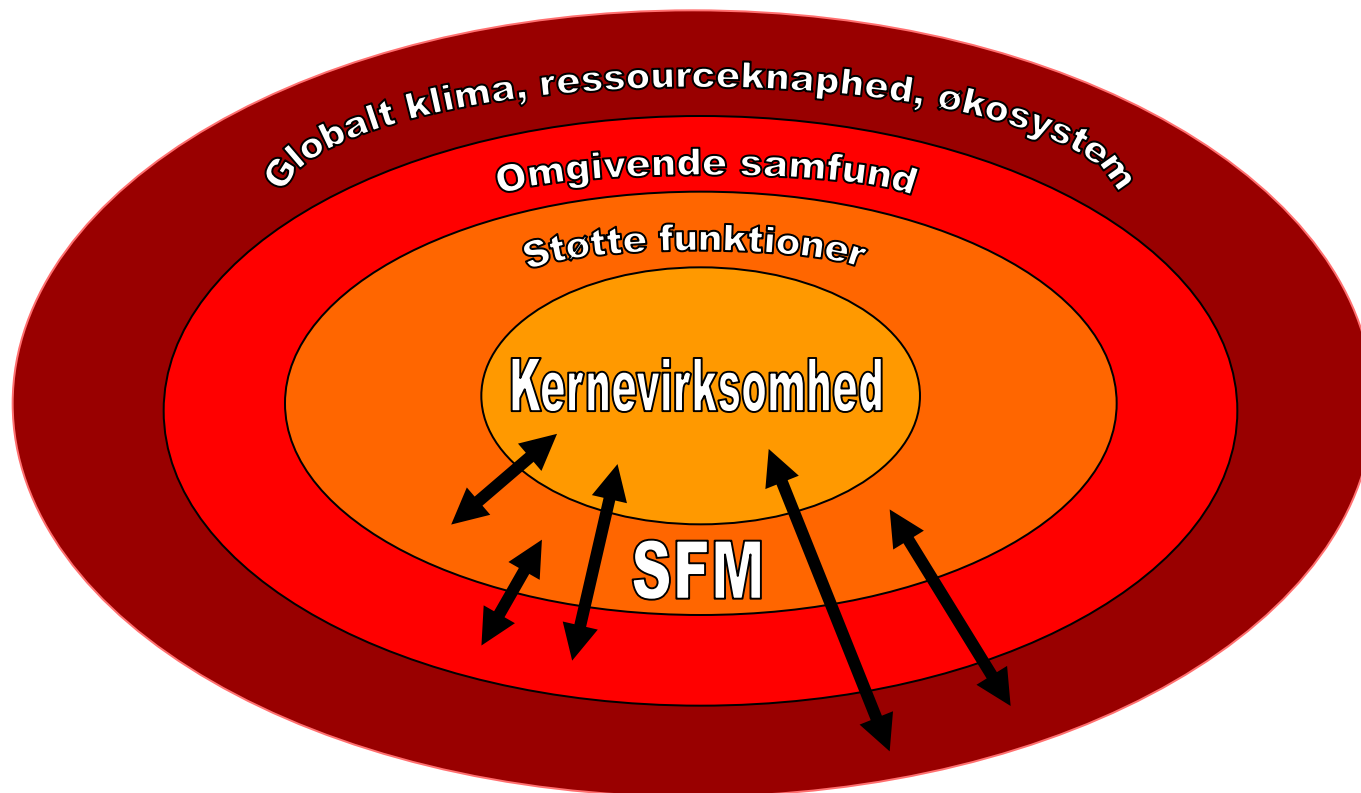 Globalt klima, ressourceknaphed, økosystem
Omgivende samfund
Støtte funktioner
Kernevirksomhed
SFM